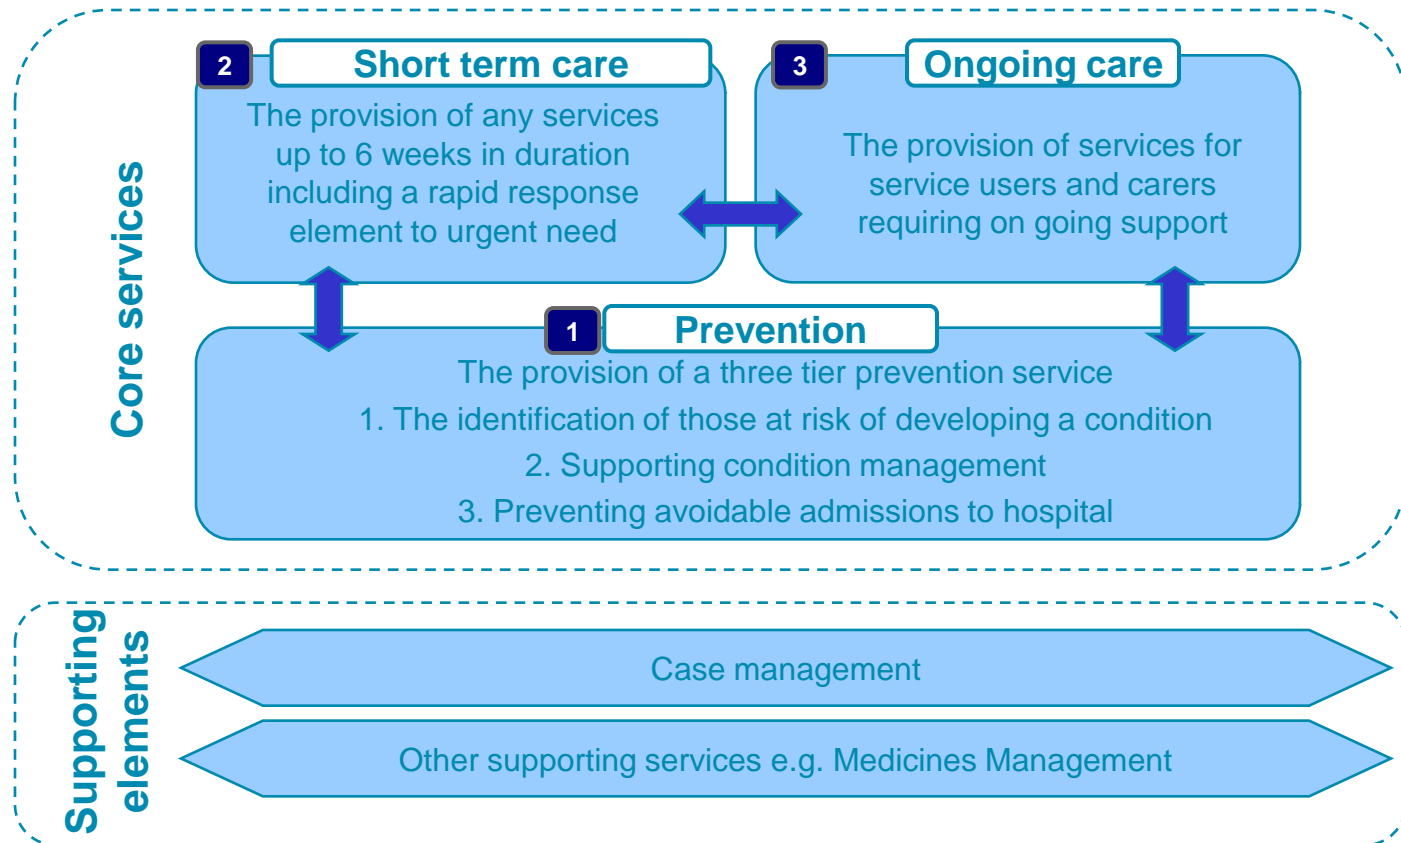 Core services
2
Short term care
The provision of any services
up to 6 weeks in duration
including a rapid response
element to urgent need
3
Ongoing care
The provision of services for
service users and carers
requiring on going support
1
Prevention
The provision of a three tier prevention service
1. The identification of those at risk of developing a condition
2. Supporting condition management
3. Preventing avoidable admissions to hospital
Supporting
elements
Case management
Other supporting services e.g. Medicines Management